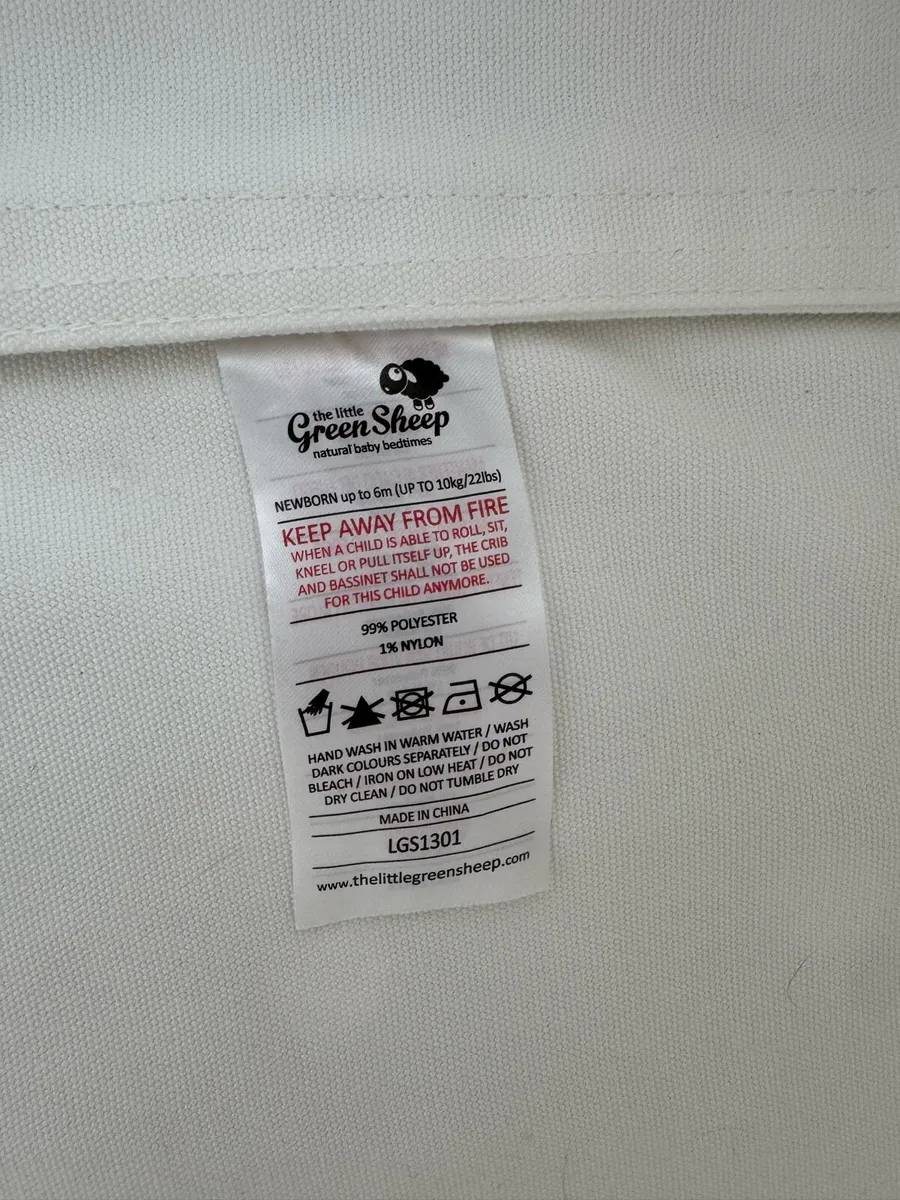 the little
Green Sheep
natural baby bedtimes
NEWBORN up to 6m (UP TO 10kg/22lbs)
KEEP AWAY FROM FIRE
WHEN A CHILD IS ABLE TO ROLL, SIT,
KNEEL OR PULL ITSELF UP, THE CRIB
AND BASSINET SHALL NOT BE USED
FOR THIS CHILD ANYMORE.
99% POLYESTER
1% NYLON
HAND WASH IN WARM WATER / WASH
DARK COLOURS SEPARATELY / DO NOT
BLEACH / IRON ON LOW HEAT / DO NOT
DRY CLEAN / DO NOT TUMBLE DRY
MADE IN CHINA
LGS1301
www.thelittlegreensheep.com